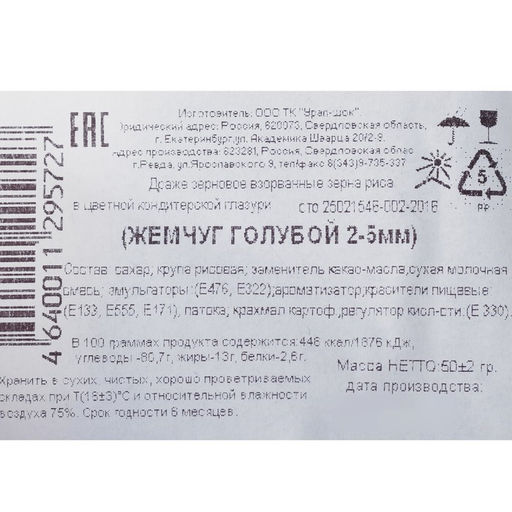 EAC
Изготовитель: ООО ТК "Урал-шок".
Юридический адрес: Россия, 620073, Свердловская область,
г. Екатеринбург, ул. Академика Шварца 20/2-9.
Адрес производства: 623281, Россия, Свердловская область,
г.Ревда, ул.Ярославского 9, тел/факс 8(343)9-735-337
Драже зерновое взорванные зерна риса
в цветной кондитерской глазури сто 25021546-002-2016
(ЖЕМЧУГ ГОЛУБОЙ 2-5мм)
Состав: сахар, крупа рисовая; заменитель какао-масла,сухая молочная
смесь; эмульгаторы:(Е476, Е322);ароматизатор,красители пищевые
(Е133, Е555, Е171), патока, крахмал картоф.,регулятор кисл-сти.(Е 330).
В 100 граммах продукта содержится:446 ккал/1876 кДж,
углеводы -80,7г, жиры-13г, белки-2,6г.
Масса НЕТТО:50±2 гр.
дата производства:
Хранить в сухих, чистых, хорошо проветриваемых
складах при Т(18±3)°С и относительной влажности
воздуха 75%. Срок годности 6 месяцев.
4 640011 295727
5
PP